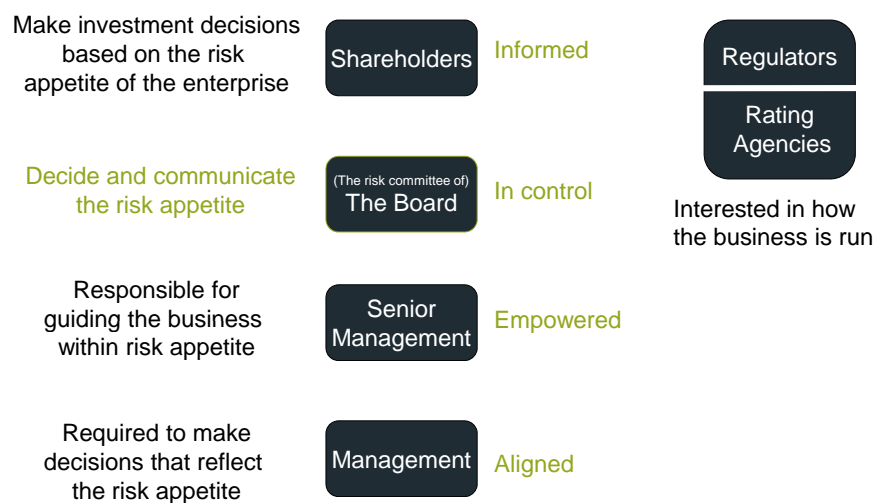 Make investment decisions
based on the risk
appetite of the enterprise
Shareholders
Informed
Regulators
Rating
Agencies
Interested in how
the business is run
Decide and communicate
the risk appetite
(The risk committee of)
The Board
In control
Responsible for
guiding the business
within risk appetite
Senior
Management
Empowered
Required to make
decisions that reflect
the risk appetite
Management
Aligned